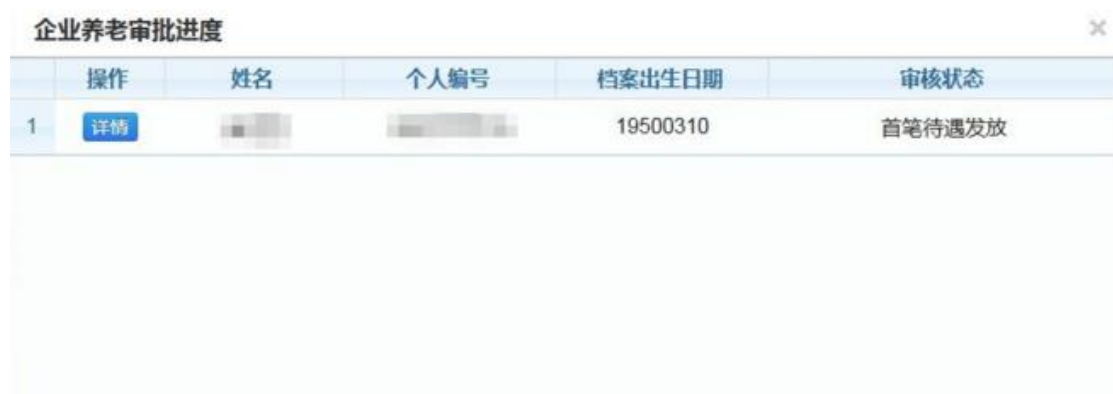 企业养老审批进度 ×
操作 姓名 个人编号 档案出生日期 审核状态
1 详情 19500310 首笔待遇发放